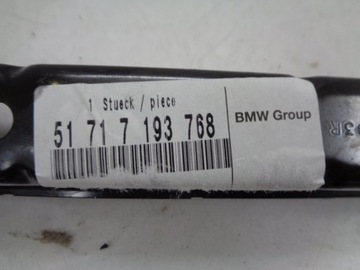 1 Stueck / piece
51 71 7 193 768
BMW Group